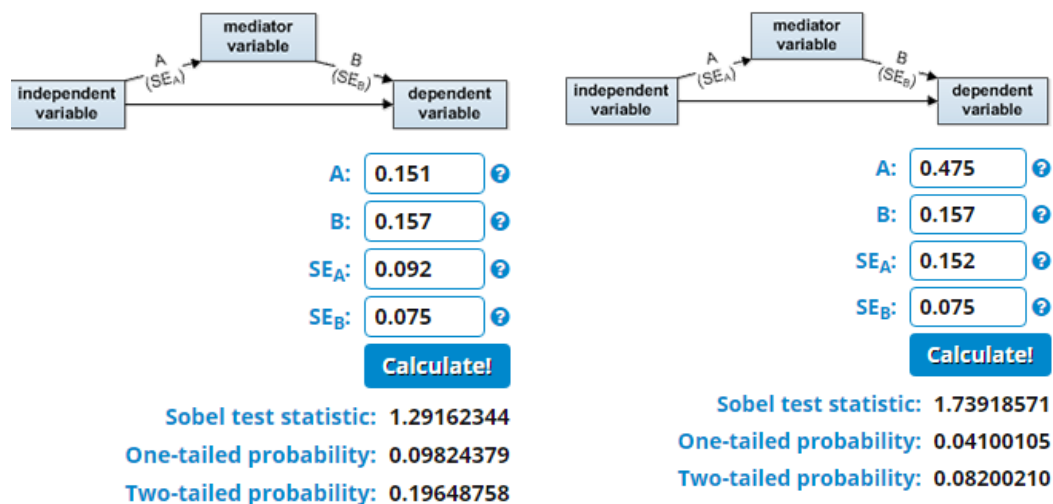 mediator
variable
A
(SEA)
B
(SEB)
independent
variable
dependent
variable
A: 0.151 ?
B: 0.157 ?
SEA: 0.092 ?
SEB: 0.075 ?
Calculate!
Sobel test statistic: 1.29162344
One-tailed probability: 0.09824379
Two-tailed probability: 0.19648758
mediator
variable
A
(SEA)
B
(SEB)
independent
variable
dependent
variable
A: 0.475 ?
B: 0.157 ?
SEA: 0.152 ?
SEB: 0.075 ?
Calculate!
Sobel test statistic: 1.73918571
One-tailed probability: 0.04100105
Two-tailed probability: 0.08200210